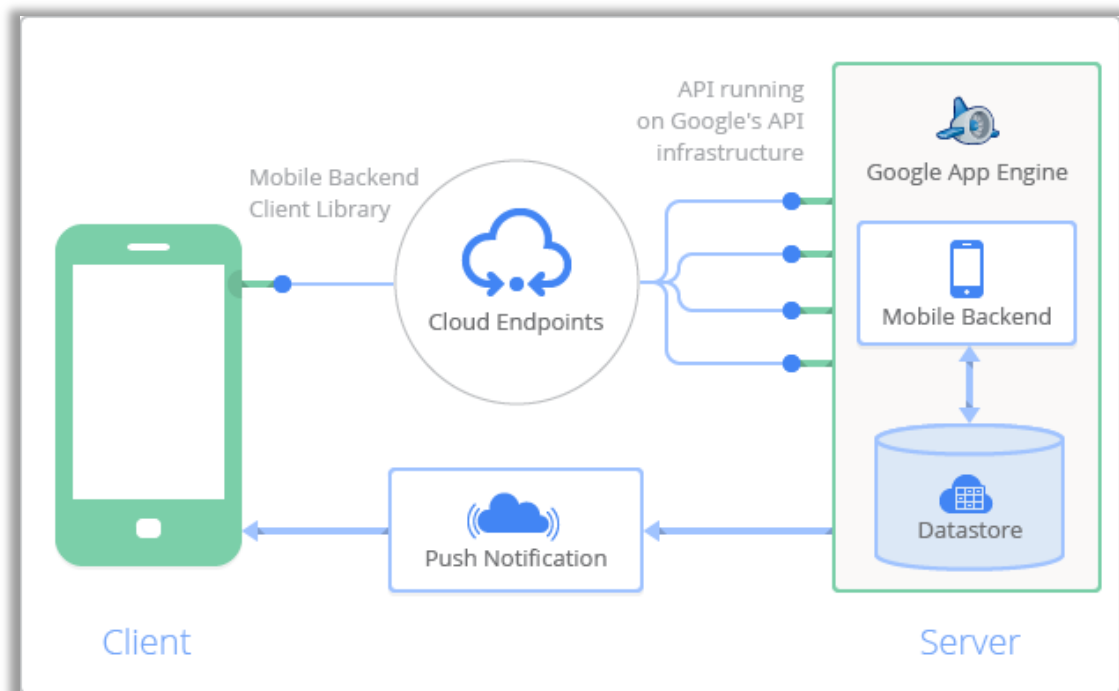 API running
on Google's API
infrastructure
Google App Engine
Mobile Backend
Client Library
Cloud Endpoints
Mobile Backend
Datastore
Push Notification
Client
Server